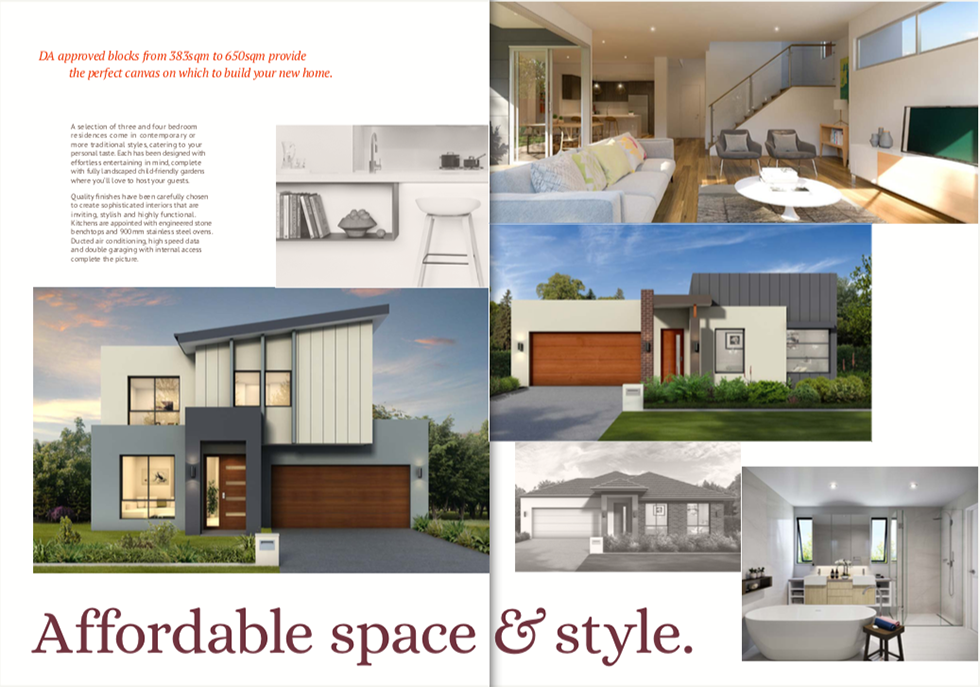 DA approved blocks from 383sqm to 650sqm provide
the perfect canvas on which to build your new home.
A selection of three and four bedroom
residences come in contemporary or
more traditional styles, catering to your
personal taste. Each has been designed with
effortless entertaining in mind, complete
with fully landscaped child-friendly gardens
where you'll love to host your guests.
Quality finishes have been carefully chosen
to create sophisticated interiors that are
inviting, stylish and highly functional.
Kitchens are appointed with engineered stone
benchtops and 900mm stainless steel ovens.
Ducted air conditioning, high speed data
and double garaging with internal access
complete the picture.
Affordable space & style.